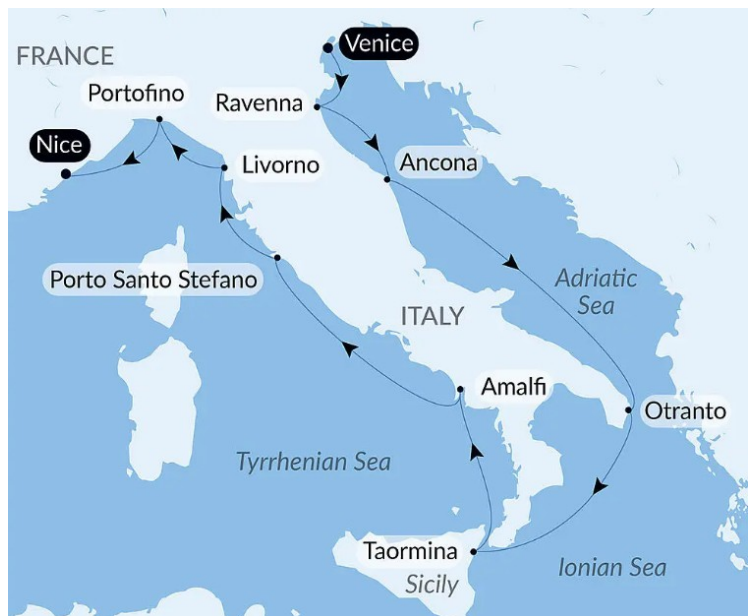 Venice
FRANCE
Portofino
Ravenna
Nice
Livorno
Ancona
Porto Santo Stefano
Adriatic
Sea
ITALY
Amalfi
Otranto
Tyrrhenian Sea
Taormina
Sicily
Ionian Sea